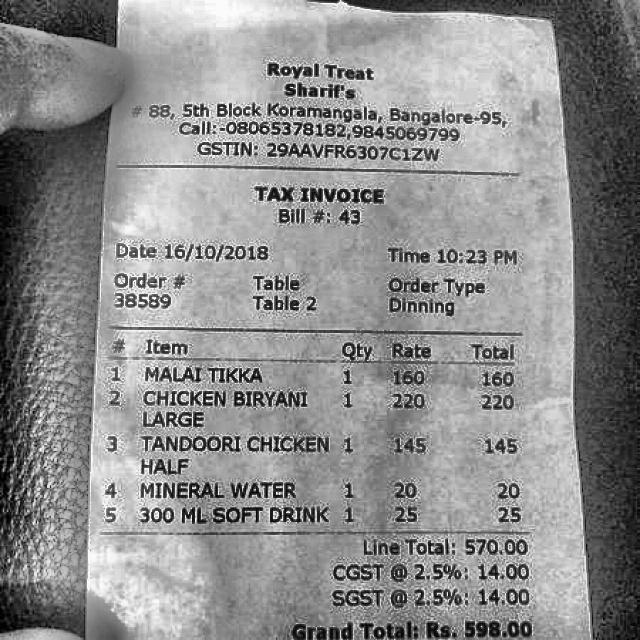 Royal Treat
Sharif's
# 88, 5th Block Koramangala, Bangalore-95,
Call:-08065378182,9845069799
GSTIN: 29AAVFR6307C1ZW
TAX INVOICE
Bill #: 43
Date 16/10/2018 Time 10:23 PM
Order # Table Order Type
38589 Table 2 Dinning
# Item Qty Rate Total
1 MALAI TIKKA 1 160 160
2 CHICKEN BIRYANI 1 220 220
LARGE
3 TANDOORI CHICKEN 1 145 145
HALF
4 MINERAL WATER 1 20 20
5 300 ML SOFT DRINK 1 25 25
Line Total: 570.00
CGST @ 2.5%: 14.00
SGST @ 2.5%: 14.00
Grand Total: Rs. 598.00